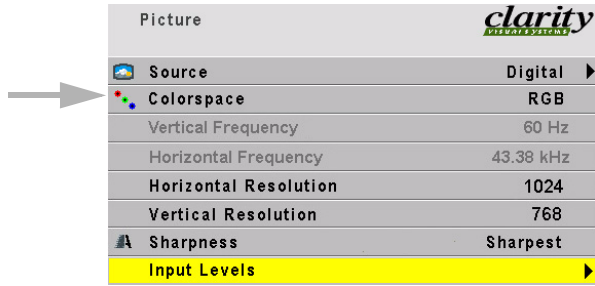 Picture
clarity
VISUAL SYSTEMS
Source Digital
Colorspace RGB
Vertical Frequency 60 Hz
Horizontal Frequency 43.38 kHz
Horizontal Resolution 1024
Vertical Resolution 768
Sharpness Sharpest
Input Levels